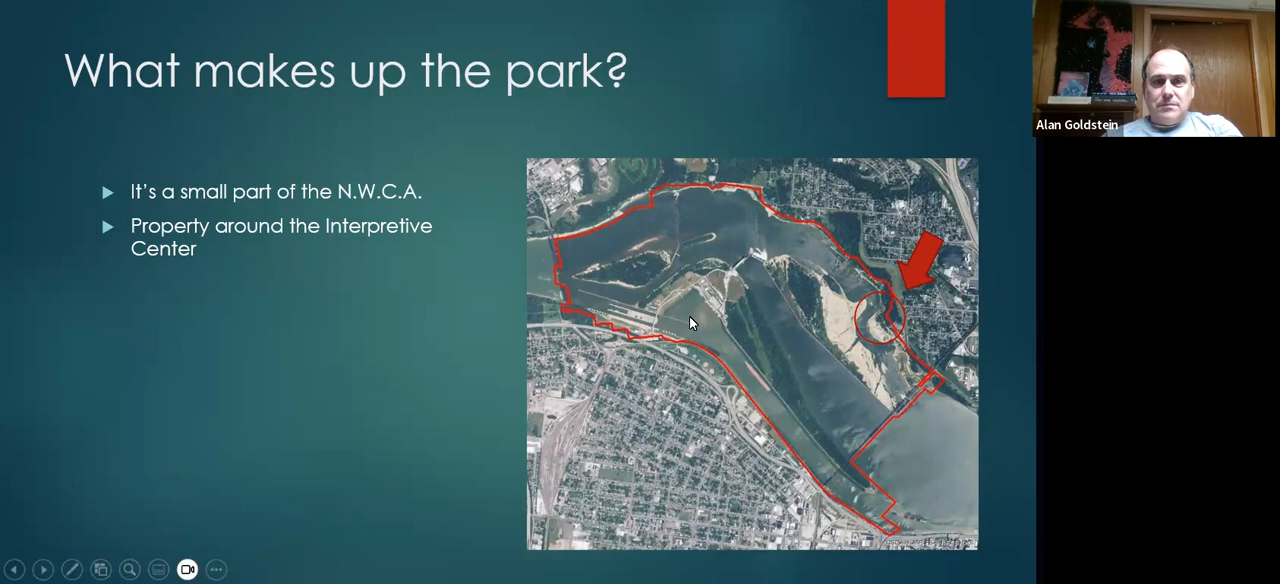 What makes up the park?
Alan Goldstein
It's a small part of the N.W.C.A.
Property around the Interpretive
Center